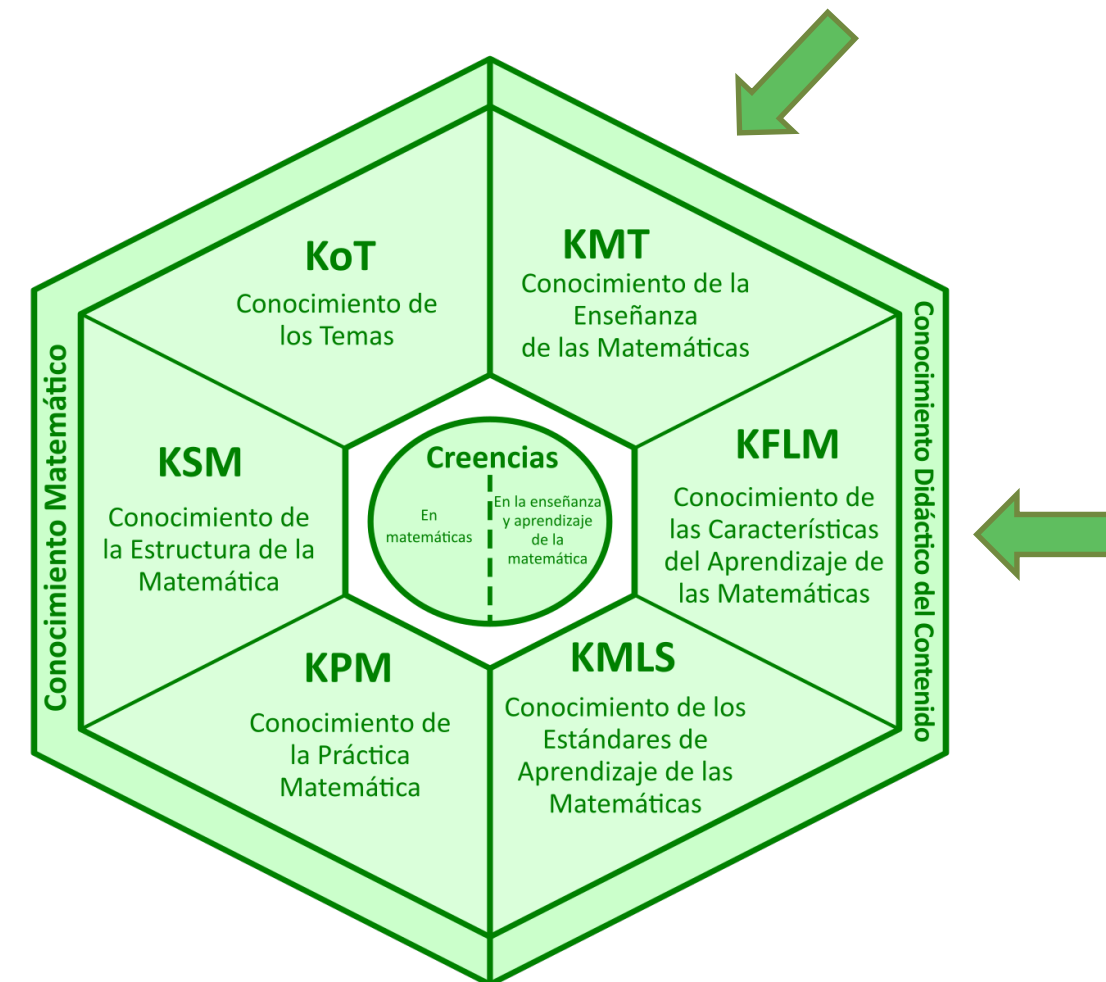 KoT
Conocimiento de
los Temas
KMT
Conocimiento de la
Enseñanza
de las Matemáticas
Conocimiento Matemático
KSM
Conocimiento de
la Estructura de la
Matemática
Creencias
En
matemáticas
En la enseñanza
y aprendizaje
de la
matemática
KFLM
Conocimiento de
las Características
del Aprendizaje de
las Matemáticas
Conocimiento Didáctico del Contenido
KPM
Conocimiento de
la Práctica
Matemática
KMLS
Conocimiento de los
Estándares de
Aprendizaje de las
Matemáticas